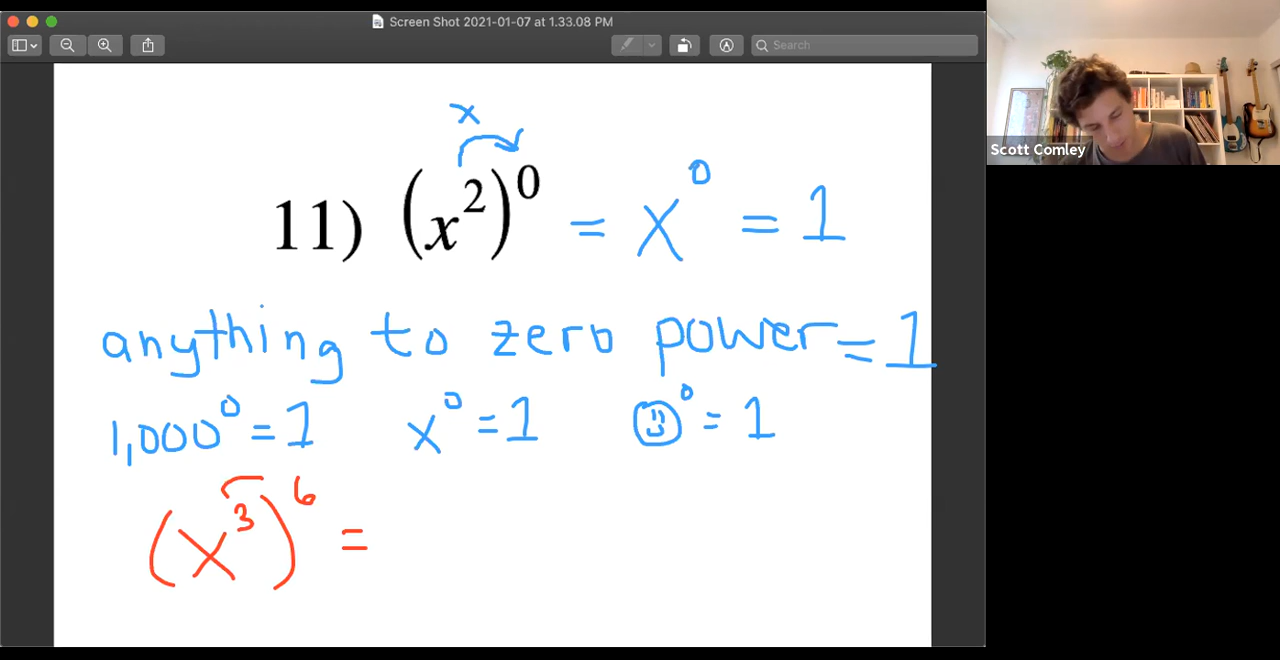 Screen Shot 2021-01-07 at 1.33.08 PM
Search
Scott Comley
x
11) (x²)⁰ = x⁰ = 1
anything to zero power = 1
1,000⁰ = 1 x⁰ = 1 ☺⁰ = 1
(x³)⁶ =